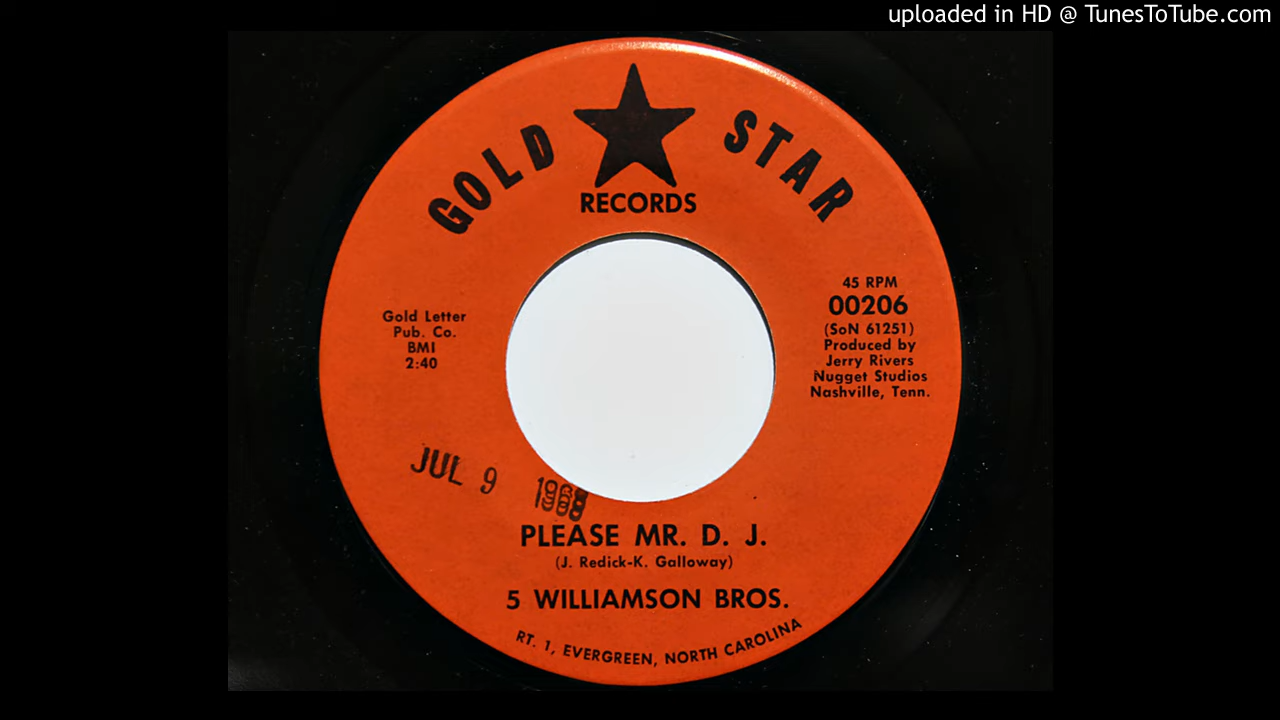 uploaded in HD @ TunesToTube.com
GOLD STAR
RECORDS
Gold Letter
Pub. Co.
BMI
2:40
45 RPM
00206
(SoN 61251)
Produced by
Jerry Rivers
Nugget Studios
Nashville, Tenn.
JUL 9 1968
PLEASE MR. D. J.
(J. Redick-K. Galloway)
5 WILLIAMSON BROS.
RT. 1, EVERGREEN, NORTH CAROLINA